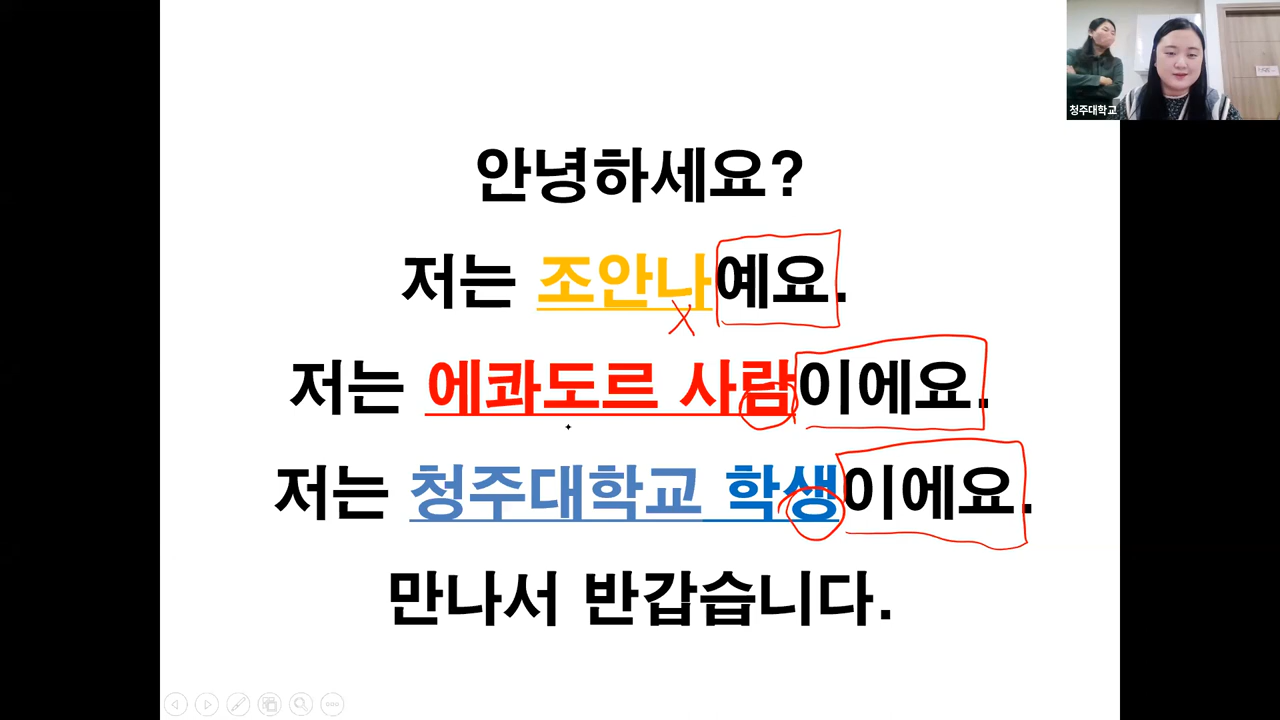 청주대학교
안녕하세요?
저는 조안나예요.
저는 에콰도르 사람이에요.
저는 청주대학교 학생이에요.
만나서 반갑습니다.